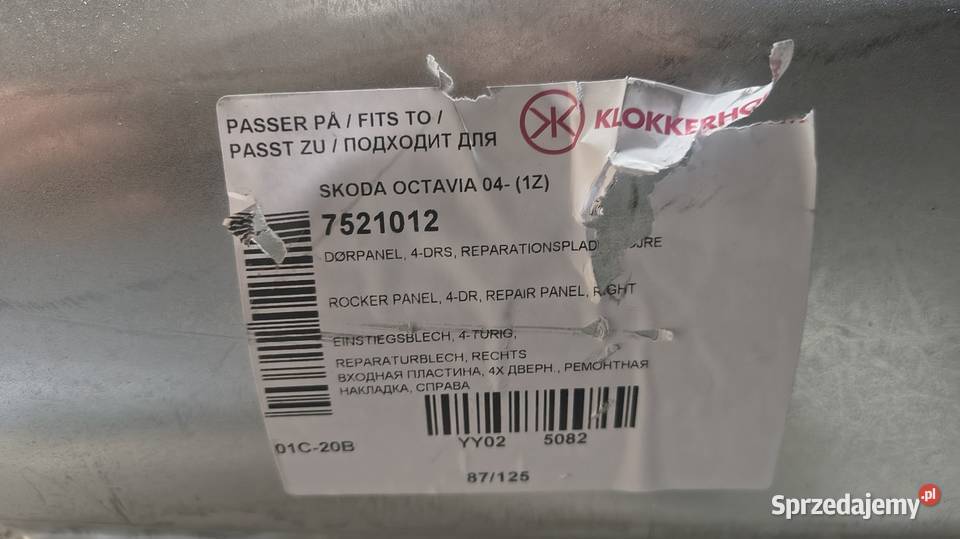 PASSER PÅ / FITS TO /
PASST ZU / ПОДХОДИТ ДЛЯ
KLOKKERHO
SKODA OCTAVIA 04- (1Z)
7521012
DØRPANEL, 4-DRS, REPARATIONSPLAD
ROCKER PANEL, 4-DR, REPAIR PANEL, RIGHT
EINSTIEGSBLECH, 4-TÜRIG,
REPARATURBLECH, RECHTS
ВХОДНАЯ ПЛАСТИНА, 4Х ДВЕРН., РЕМОНТНАЯ
НАКЛАДКА, СПРАВА
YY02 5082
01C-20B
87/125
Sprzedajemy.pl